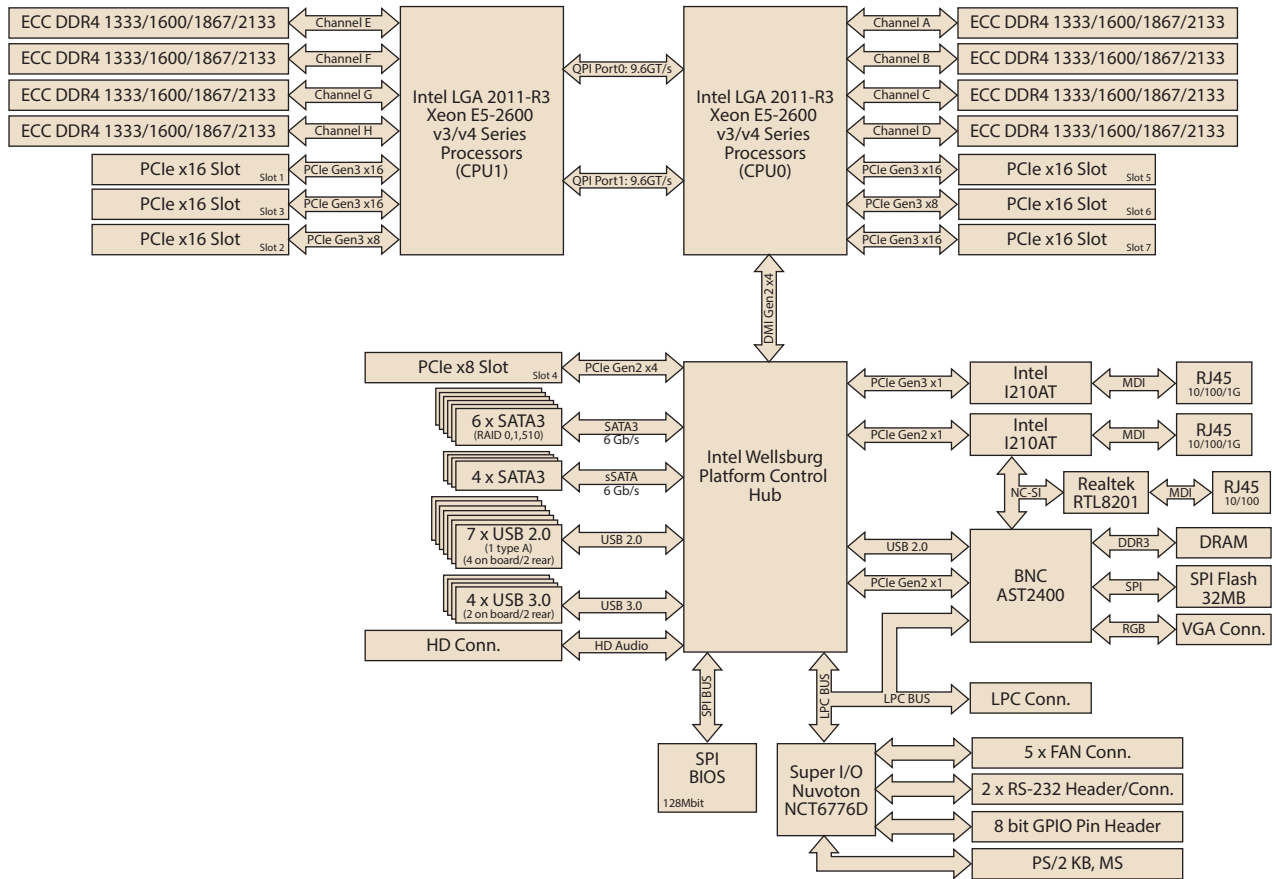 ECC DDR4 1333/1600/1867/2133
Channel E
ECC DDR4 1333/1600/1867/2133
Channel F
ECC DDR4 1333/1600/1867/2133
Channel G
ECC DDR4 1333/1600/1867/2133
Channel H
PCIe x16 Slot
Slot 1
PCIe Gen3 x16
PCIe x16 Slot
Slot 3
PCIe Gen3 x16
PCIe x16 Slot
Slot 2
PCIe Gen3 x8
Intel LGA 2011-R3
Xeon E5-2600
v3/v4 Series
Processors
(CPU1)
QPI Port0: 9.6GT/s
QPI Port1: 9.6GT/s
Intel LGA 2011-R3
Xeon E5-2600
v3/v4 Series
Processors
(CPU0)
Channel A
ECC DDR4 1333/1600/1867/2133
Channel B
ECC DDR4 1333/1600/1867/2133
Channel C
ECC DDR4 1333/1600/1867/2133
Channel D
ECC DDR4 1333/1600/1867/2133
PCIe Gen3 x16
PCIe x16 Slot
Slot 5
PCIe Gen3 x8
PCIe x16 Slot
Slot 6
PCIe Gen3 x16
PCIe x16 Slot
Slot 7
DMI Gen2 x4
PCIe x8 Slot
Slot 4
PCIe Gen2 x4
6 x SATA3
(RAID 0,1,510)
SATA3
6 Gb/s
4 x SATA3
sSATA
6 Gb/s
7 x USB 2.0
(1 type A)
(4 on board/2 rear)
USB 2.0
4 x USB 3.0
(2 on board/2 rear)
USB 3.0
HD Conn.
HD Audio
Intel Wellsburg
Platform Control
Hub
PCIe Gen3 x1
Intel
I210AT
MDI
RJ45
10/100/1G
PCIe Gen2 x1
Intel
I210AT
MDI
RJ45
10/100/1G
NC-SI
Realtek
RTL8201
MDI
RJ45
10/100
USB 2.0
PCIe Gen2 x1
BNC
AST2400
DDR3
DRAM
SPI
SPI Flash
32MB
RGB
VGA Conn.
SPI BUS
LPC BUS
LPC BUS
LPC Conn.
SPI
BIOS
128Mbit
Super I/O
Nuvoton
NCT6776D
5 x FAN Conn.
2 x RS-232 Header/Conn.
8 bit GPIO Pin Header
PS/2 KB, MS